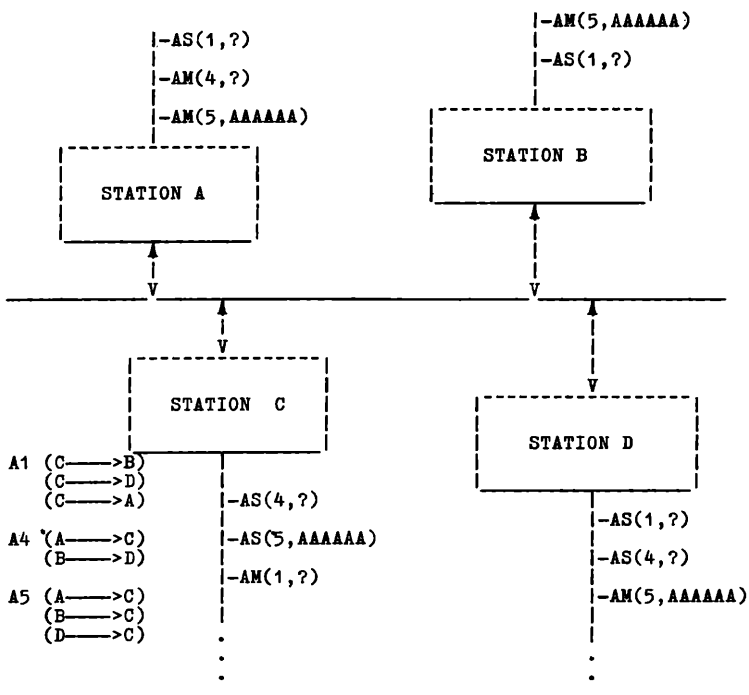 -AS(1,?)
-AM(4,?)
-AM(5,AAAAAA)
STATION A
-AM(5,AAAAAA)
-AS(1,?)
STATION B
STATION C
A1 (C——>B)
(C——>D)
(C——>A)
A4 (A——>C)
(B——>D)
A5 (A——>C)
(B——>C)
(D——>C)
-AS(4,?)
-AS(5,AAAAAA)
-AM(1,?)
STATION D
-AS(1,?)
-AS(4,?)
-AM(5,AAAAAA)